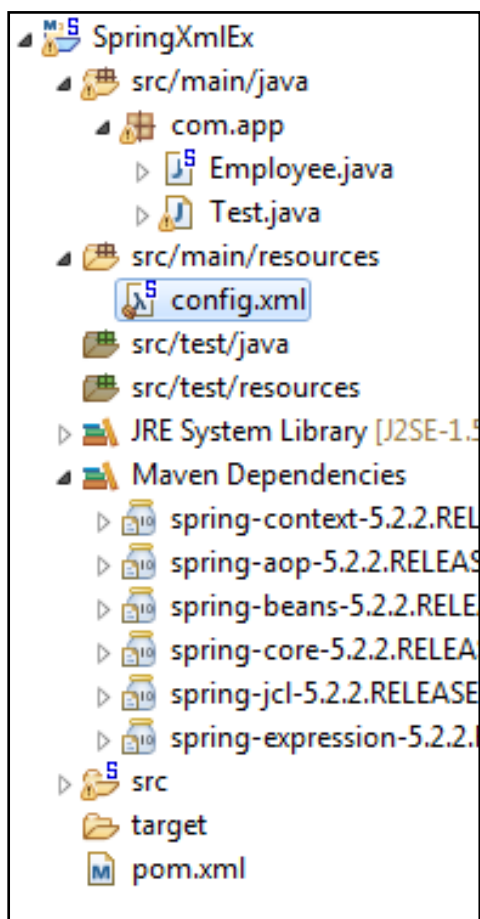 SpringXmlEx
src/main/java
com.app
Employee.java
Test.java
src/main/resources
config.xml
src/test/java
src/test/resources
JRE System Library [J2SE-1.5
Maven Dependencies
spring-context-5.2.2.REL
spring-aop-5.2.2.RELEAS
spring-beans-5.2.2.RELE
spring-core-5.2.2.RELEA
spring-jcl-5.2.2.RELEASE
spring-expression-5.2.2.
src
target
pom.xml